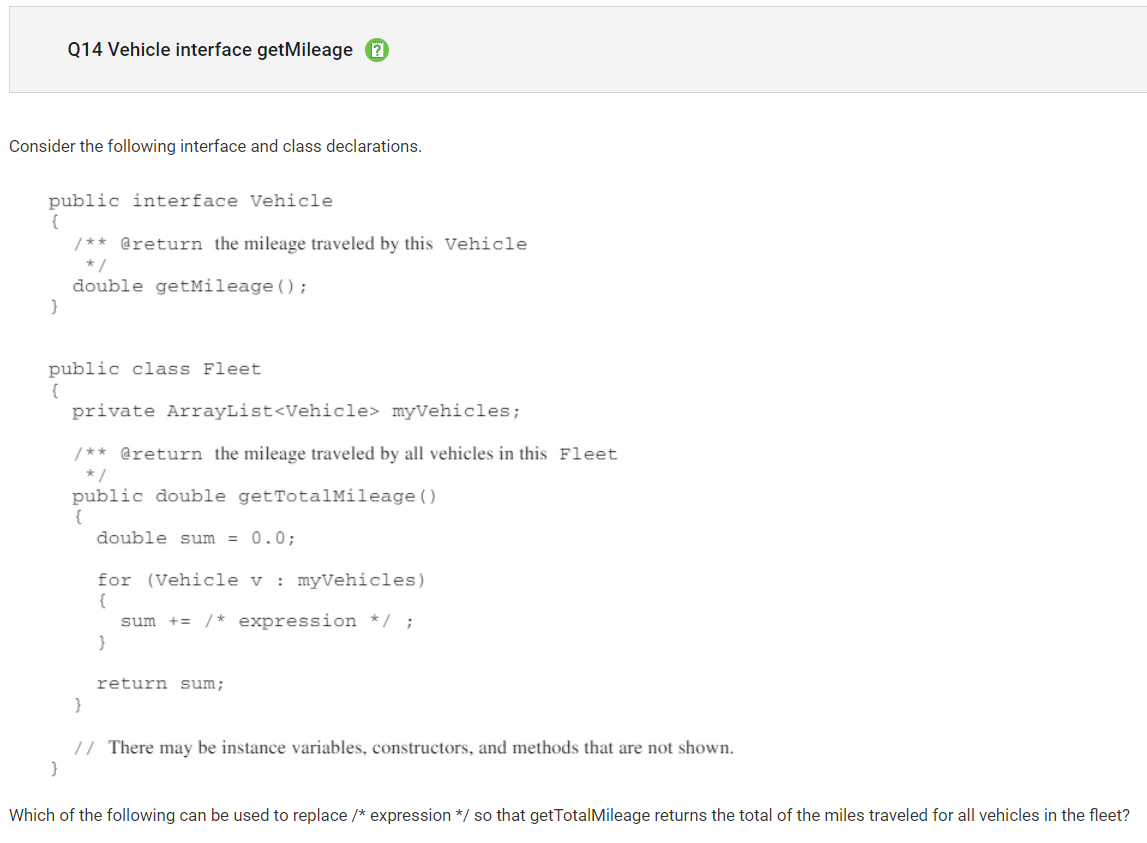 Q14 Vehicle interface getMileage
Consider the following interface and class declarations.
public interface Vehicle
{
/** @return the mileage traveled by this Vehicle
*/
double getMileage();
}
public class Fleet
{
private ArrayList<Vehicle> myVehicles;
/** @return the mileage traveled by all vehicles in this Fleet
*/
public double getTotalMileage()
{
double sum = 0.0;
for (Vehicle v : myVehicles)
{
sum += /* expression */ ;
}
return sum;
}
// There may be instance variables, constructors, and methods that are not shown.
}
Which of the following can be used to replace /* expression */ so that getTotalMileage returns the total of the miles traveled for all vehicles in the fleet?